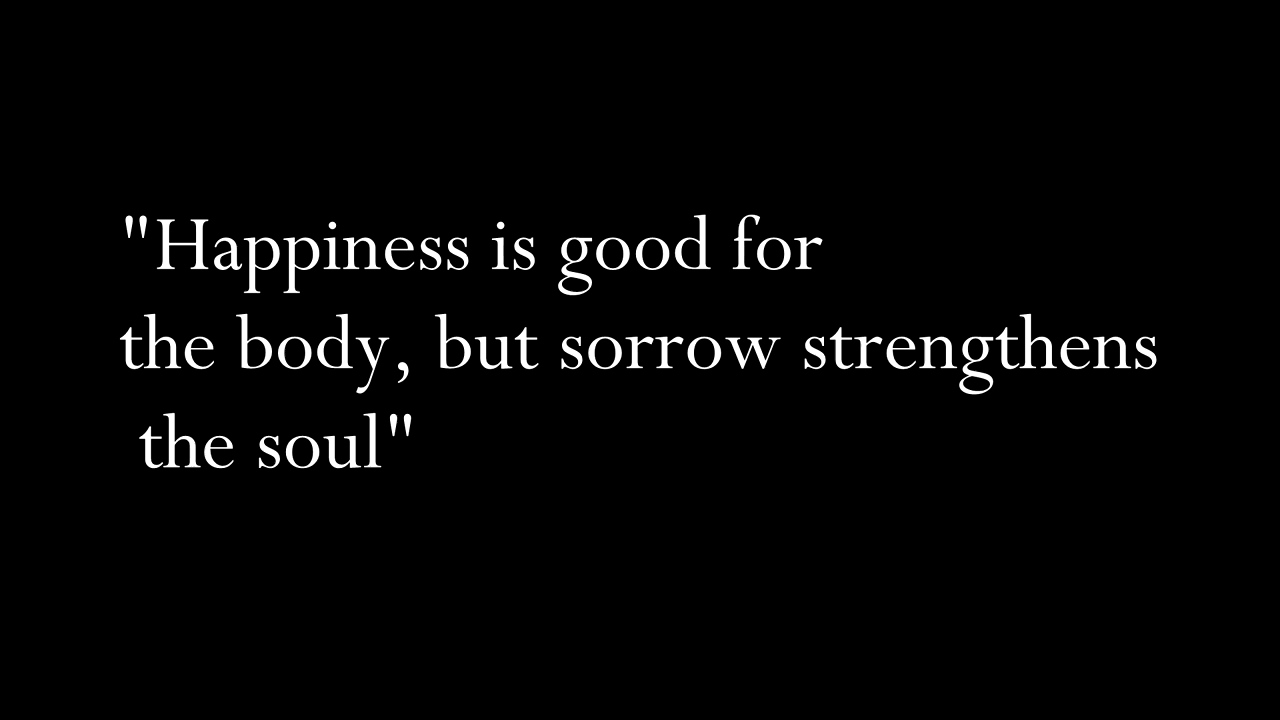 "Happiness is good for
the body, but sorrow strengthens
the soul"